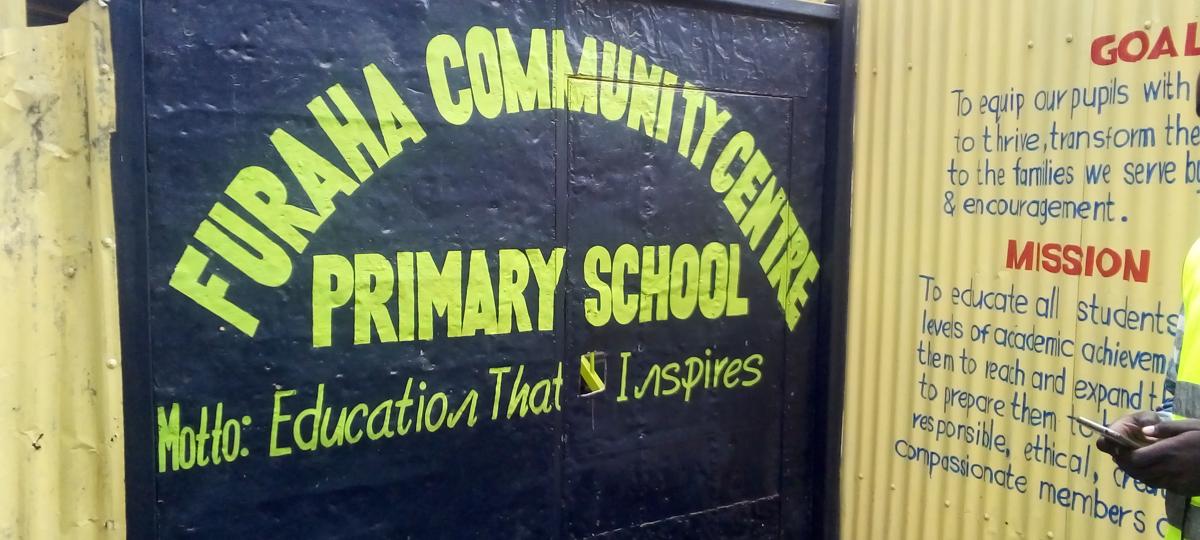 FURAHA COMMUNITY CENTRE
PRIMARY SCHOOL
Motto: Education That Inspires
GOAL
To equip our pupils with
to thrive, transform the
to the families we serve
& encouragement.
MISSION
To educate all students
levels of academic
them to reach and expand
to prepare them to
responsible, ethical,
compassionate members